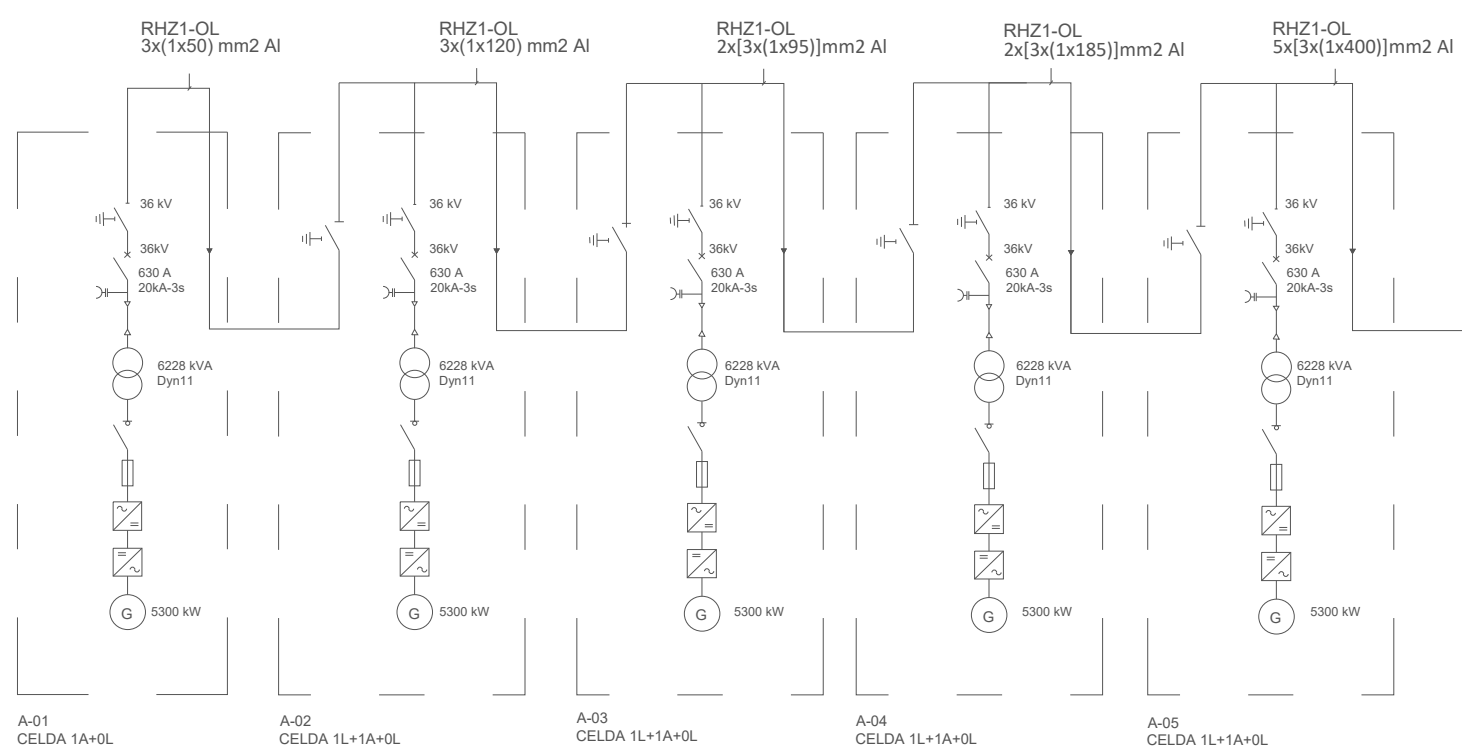 RHZ1-OL
3x(1x50) mm2 Al
RHZ1-OL
3x(1x120) mm2 Al
RHZ1-OL
2x[3x(1x95)]mm2 Al
RHZ1-OL
2x[3x(1x185)]mm2 Al
RHZ1-OL
5x[3x(1x400)]mm2 Al
36 kV
36kV
630 A
20kA-3s
6228 kVA
Dyn11
G
5300 kW
A-01
CELDA 1A+0L
36 kV
36kV
630 A
20kA-3s
6228 kVA
Dyn11
G
5300 kW
A-02
CELDA 1L+1A+0L
36 kV
36kV
630 A
20kA-3s
6228 kVA
Dyn11
G
5300 kW
A-03
CELDA 1L+1A+0L
36 kV
36kV
630 A
20kA-3s
6228 kVA
Dyn11
G
5300 kW
A-04
CELDA 1L+1A+0L
36 kV
36kV
630 A
20kA-3s
6228 kVA
Dyn11
G
5300 kW
A-05
CELDA 1L+1A+0L